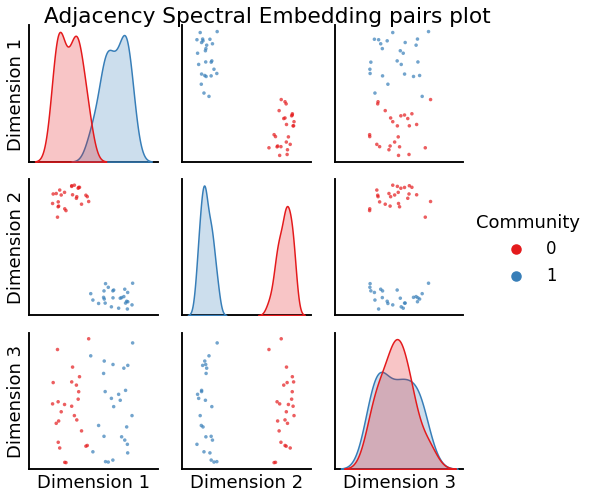 Adjacency Spectral Embedding pairs plot
Dimension 1
Dimension 2
Dimension 3
Community
0
1
Dimension 1
Dimension 2
Dimension 3